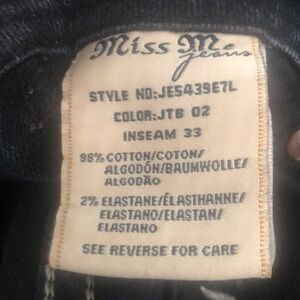 Miss Me
jeans
STYLE NO:JE5439E7L
COLOR:JTB 02
INSEAM 33
98% COTTON/COTON/
ALGODÓN/BAUMWOLLE/
ALGODÃO
2% ELASTANE/ÉLASTHANNE/
ELASTANO/ELASTAN/
ELASTANO
SEE REVERSE FOR CARE